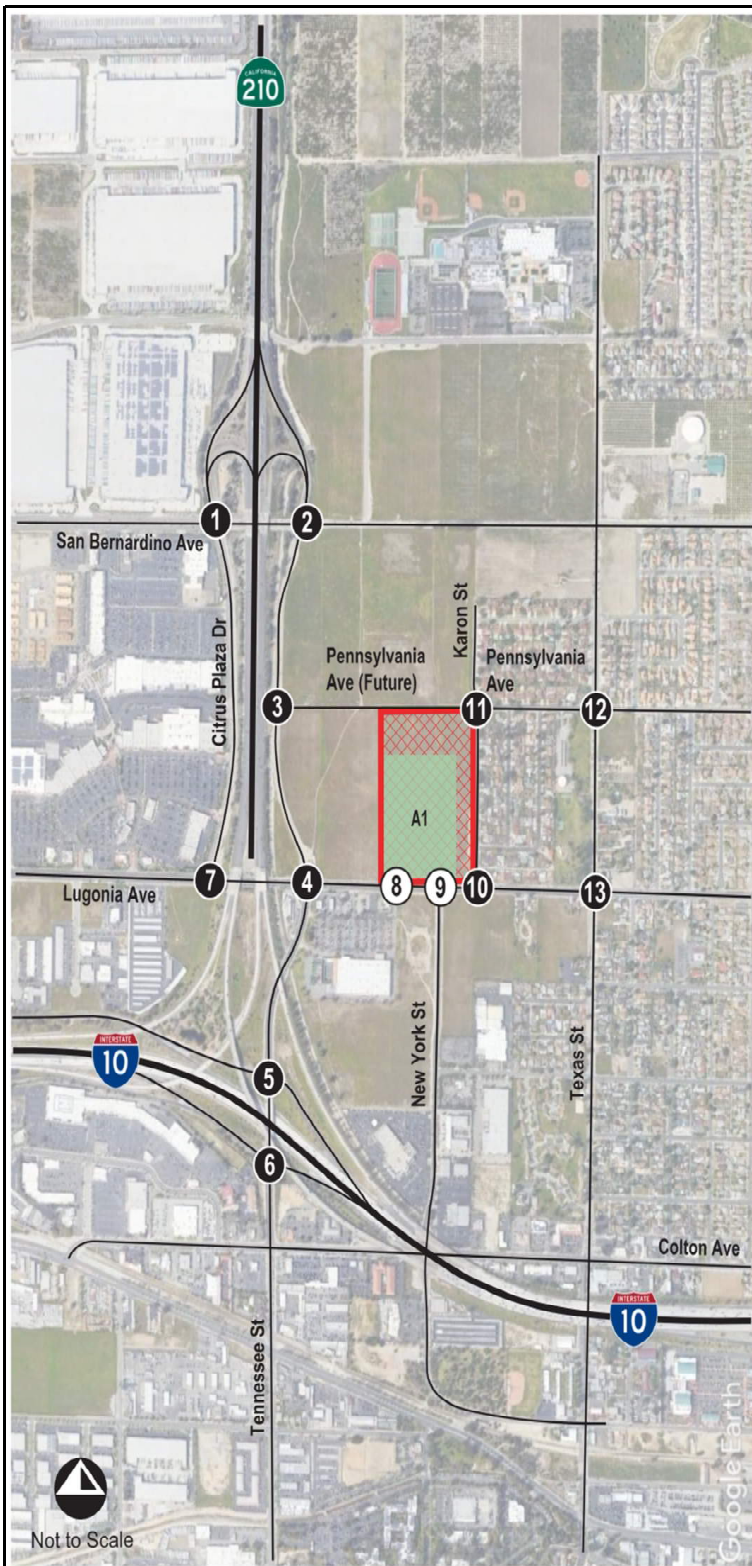 CALIFORNIA
210
1
2
San Bernardino Ave
Citrus Plaza Dr
Karon St
Pennsylvania
Ave (Future)
Pennsylvania
Ave
3
11
12
A1
7
4
8
9
10
13
Lugonia Ave
New York St
Texas St
INTERSTATE
10
5
6
Colton Ave
INTERSTATE
10
Tennessee St
Not to Scale
Google Earth